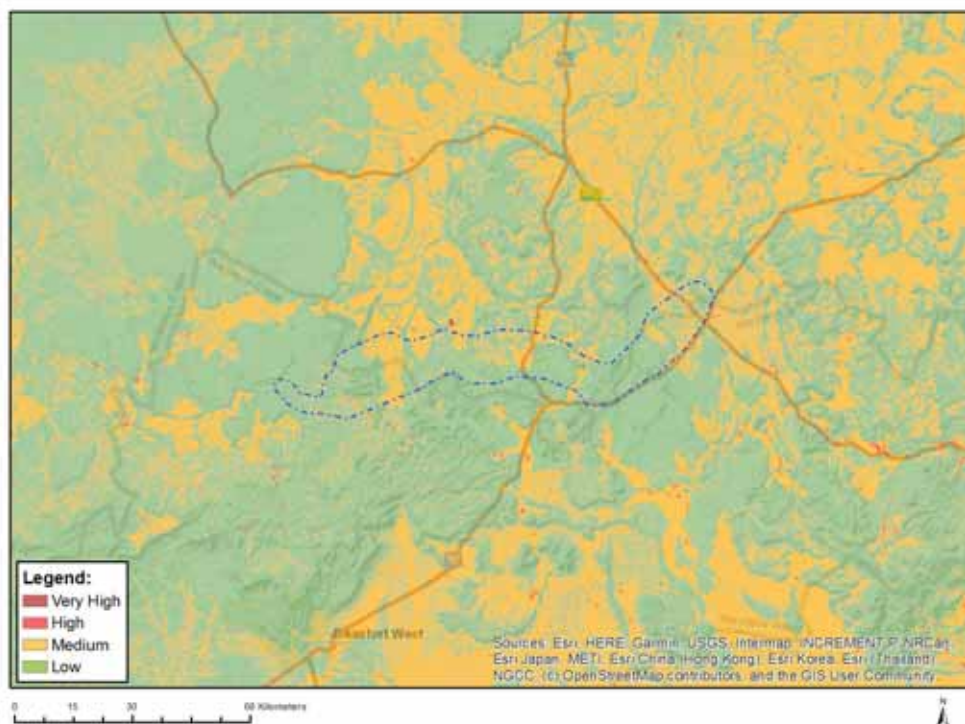 Legend:
Very High
High
Medium
Low
Beaufort West
Sources: Esri, HERE, Garmin, USGS, Intermap, INCREMENT P, NRCan,
Esri Japan, METI, Esri China (Hong Kong), Esri Korea, Esri (Thailand),
NGCC, (c) OpenStreetMap contributors, and the GIS User Community
0 15 30 60 Kilometers
N